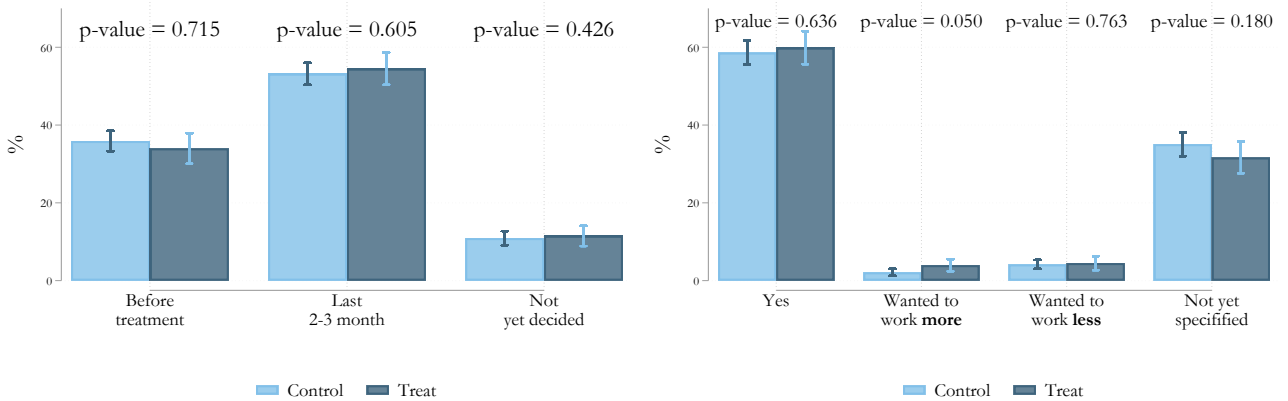 p-value = 0.715
p-value = 0.605
p-value = 0.426
60
40
20
0
%
Before
treatment
Last
2-3 month
Not
yet decided
Control
Treat
p-value = 0.636
p-value = 0.050
p-value = 0.763
p-value = 0.180
60
40
20
0
%
Yes
Wanted to
work more
Wanted to
work less
Not yet
specifified
Control
Treat